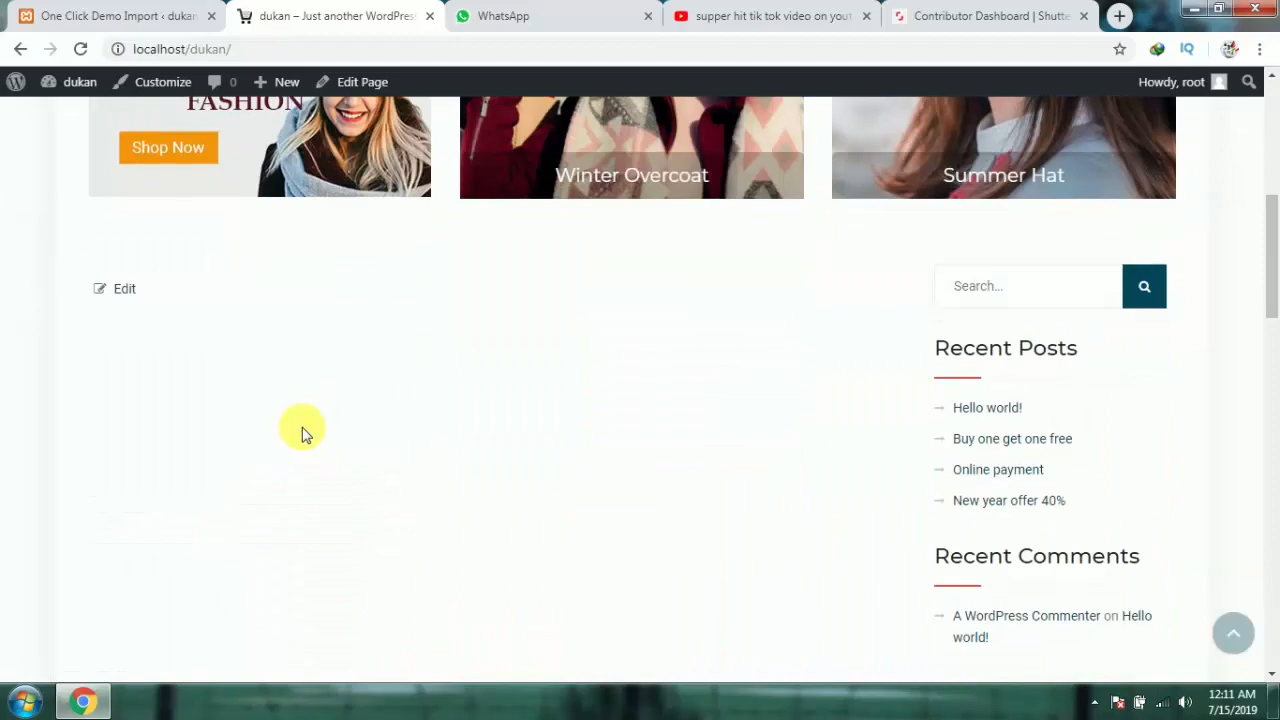 One Click Demo Import ‹ dukan
dukan – Just another WordPress
WhatsApp
supper hit tik tok video on yout
Contributor Dashboard | Shutte
localhost/dukan/
IQ
dukan
Customize
0
New
Edit Page
Howdy, root
FASHION
Shop Now
Winter Overcoat
Summer Hat
Edit
Search...
Recent Posts
Hello world!
Buy one get one free
Online payment
New year offer 40%
Recent Comments
A WordPress Commenter on Hello
world!
12:11 AM
7/15/2019